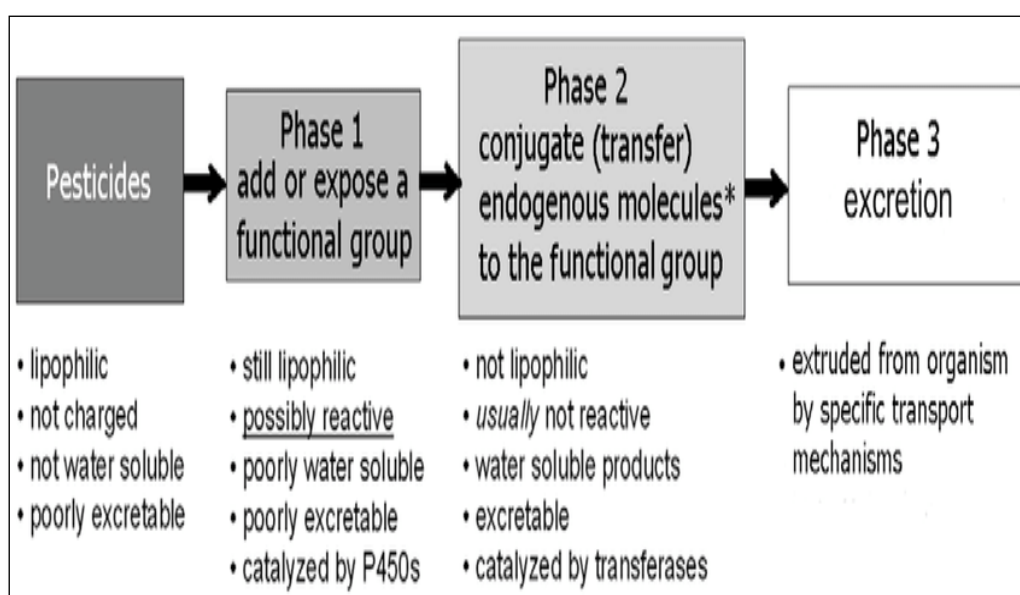 Pesticides
Phase 1
add or expose a
functional group
Phase 2
conjugate (transfer)
endogenous molecules*
to the functional group
Phase 3
excretion
• lipophilic
• not charged
• not water soluble
• poorly excretable
• still lipophilic
• possibly reactive
• poorly water soluble
• poorly excretable
• catalyzed by P450s
• not lipophilic
• usually not reactive
• water soluble products
• excretable
• catalyzed by transferases
• extruded from organism
by specific transport
mechanisms